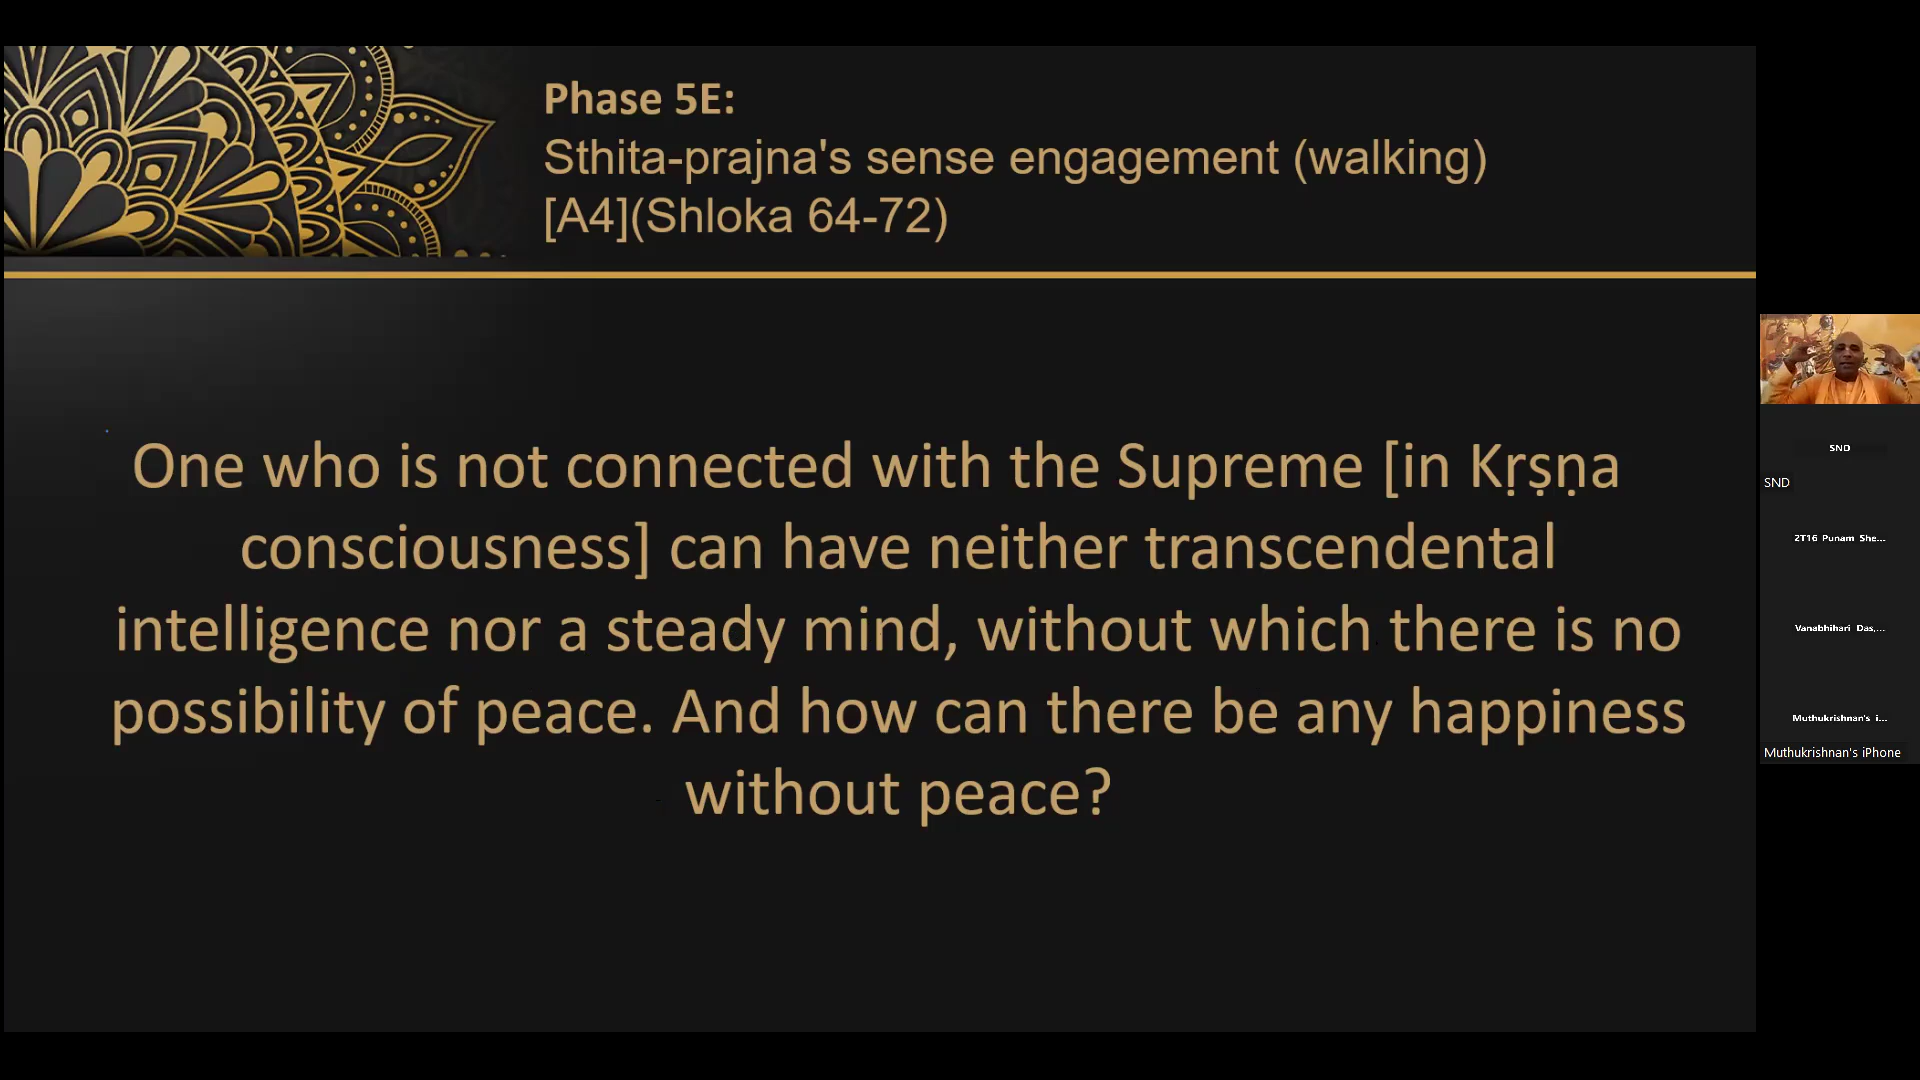 Phase 5E:
Sthita-prajna's sense engagement (walking)
[A4](Shloka 64-72)
One who is not connected with the Supreme [in Kṛṣṇa
consciousness] can have neither transcendental
intelligence nor a steady mind, without which there is no
possibility of peace. And how can there be any happiness
without peace?
SND
SND
2T16 Punam She...
Vanabhihari Das,...
Muthukrishnan's i...
Muthukrishnan's iPhone